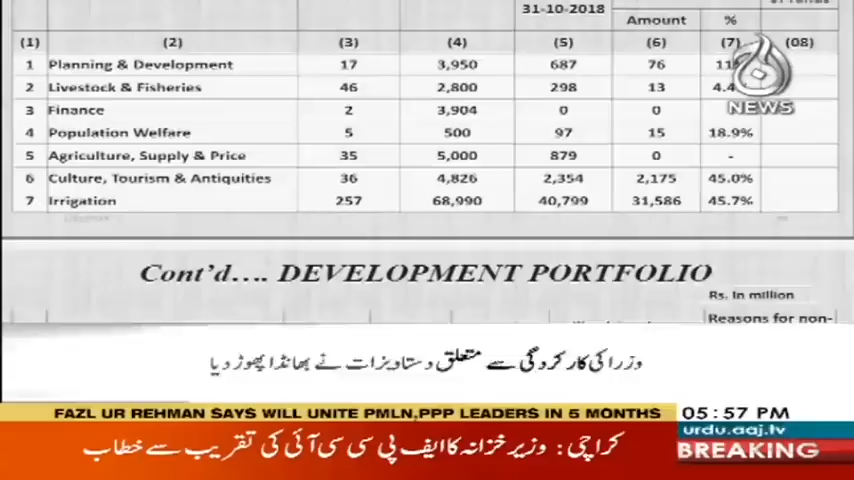 31-10-2018
Amount %
(1) (2) (3) (4) (5) (6) (7) (08)
1 Planning & Development 17 3,950 687 76
2 Livestock & Fisheries 46 2,800 298 13
3 Finance 2 3,904 0 0
4 Population Welfare 5 500 97 15 18.9%
5 Agriculture, Supply & Price 35 5,000 879 0 -
6 Culture, Tourism & Antiquities 36 4,826 2,354 2,175 45.0%
7 Irrigation 257 68,990 40,799 31,586 45.7%
آج
NEWS
Cont'd.... DEVELOPMENT PORTFOLIO
Rs. In million
Reasons for non-
وزرا کی کارکردگی سے متعلق دستاویزات نے بھانڈا پھوڑ دیا
FAZL UR REHMAN SAYS WILL UNITE PMLN,PPP LEADERS IN 5 MONTHS
05:57 PM
urdu.aaj.tv
BREAKING
کراچی: وزیر خزانہ کا ایف پی سی سی آئی کی تقریب سے خطاب